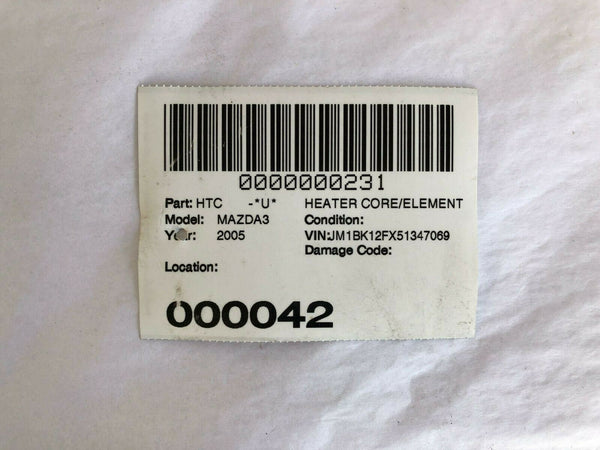 0000000231
Part: HTC -*U* HEATER CORE/ELEMENT
Model: MAZDA3 Condition:
Year: 2005 VIN:JM1BK12FX51347069
Damage Code:
Location:
000042